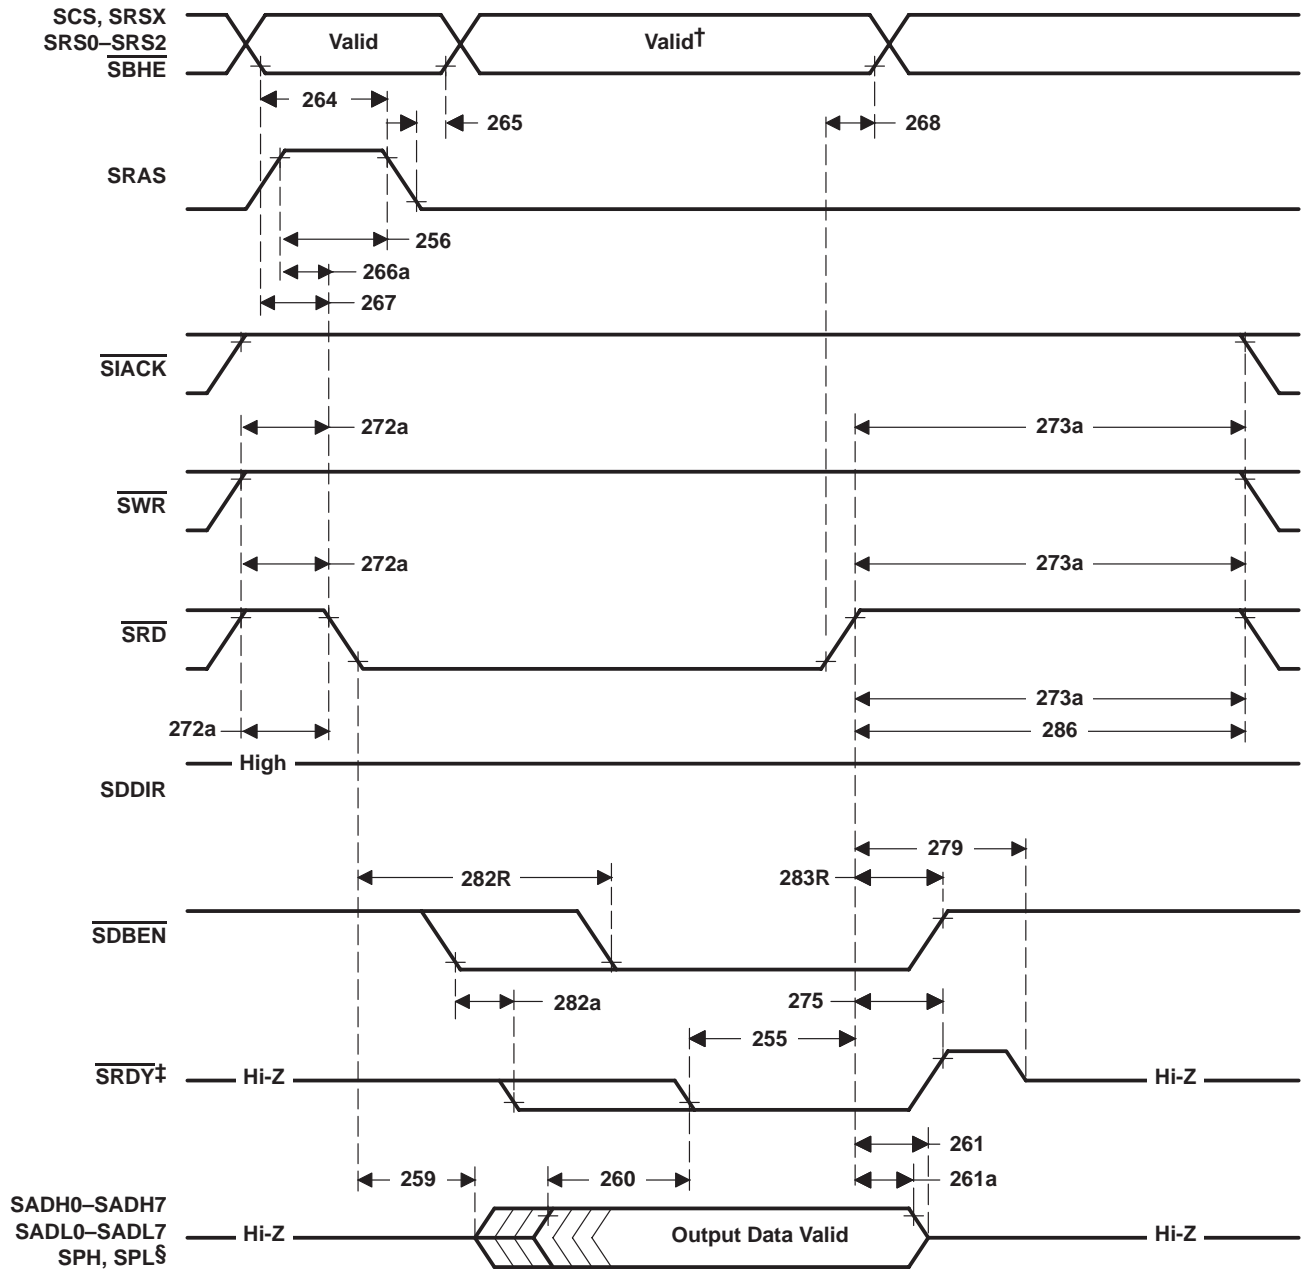 SCS, SRSX
SRS0–SRS2
SBHE
Valid
Valid†
264
265
268
SRAS
256
266a
267
SIACK
272a
273a
SWR
272a
273a
SRD
273a
272a
286
High
SDDIR
279
282R
283R
SDBEN
282a
275
255
SRDY‡
Hi-Z
Hi-Z
261
259
260
261a
SADH0–SADH7
SADL0–SADL7
SPH, SPL§
Hi-Z
Output Data Valid
Hi-Z